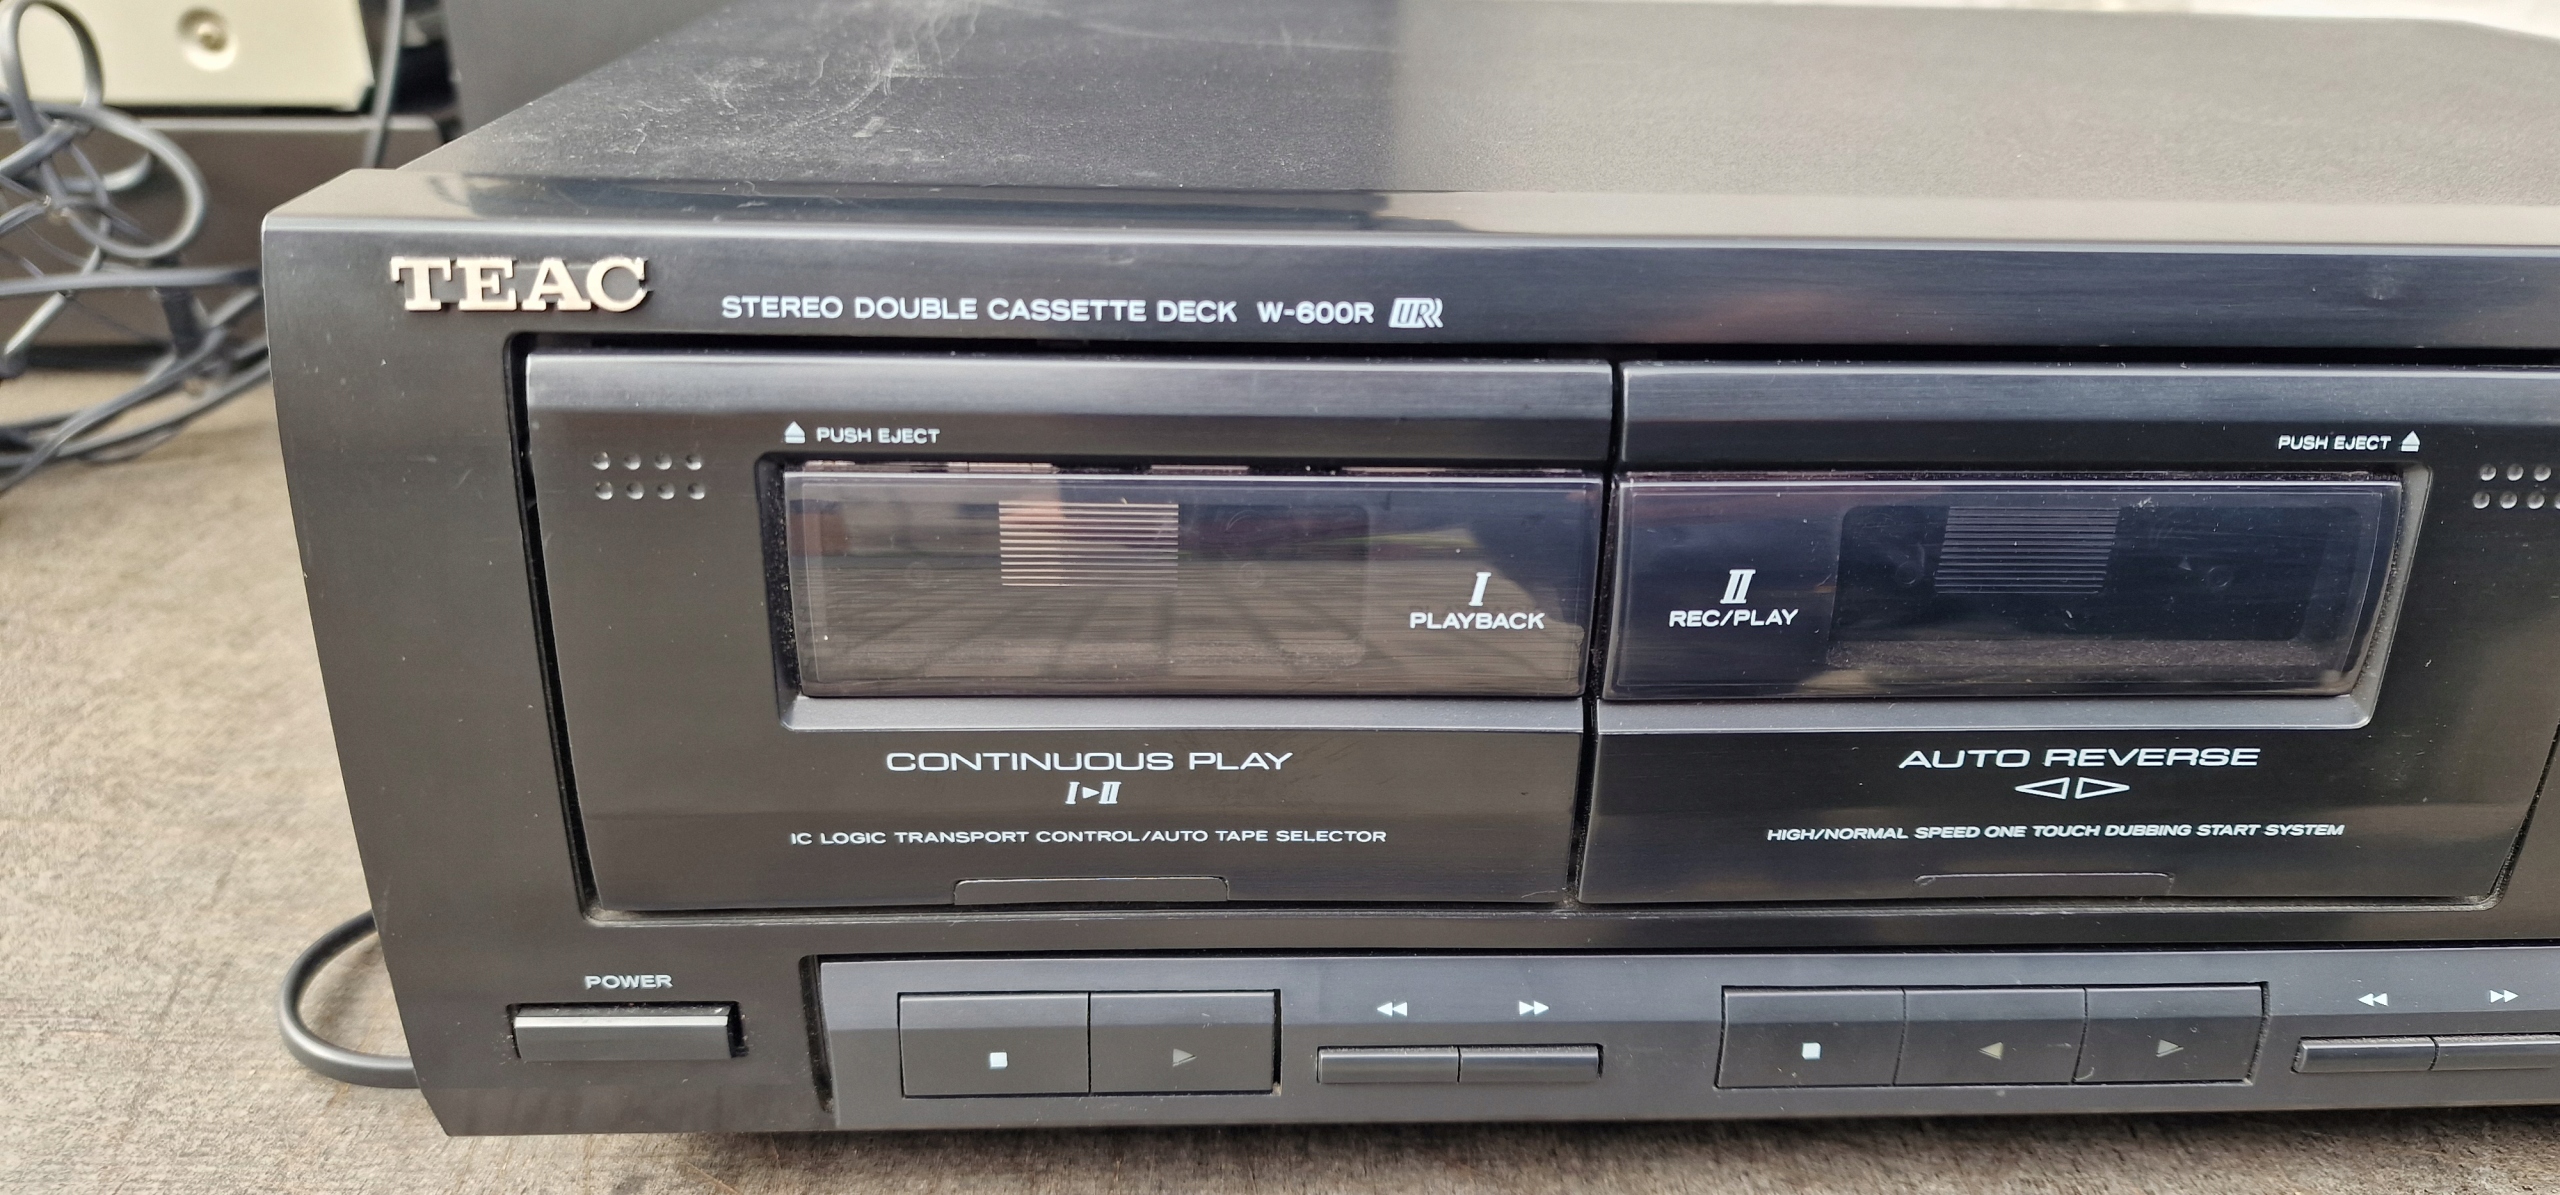 TEAC
STEREO DOUBLE CASSETTE DECK W-600R
PUSH EJECT
PUSH EJECT
I
PLAYBACK
II
REC/PLAY
CONTINUOUS PLAY
I▸II
IC LOGIC TRANSPORT CONTROL/AUTO TAPE SELECTOR
AUTO REVERSE
HIGH/NORMAL SPEED ONE TOUCH DUBBING START SYSTEM
POWER